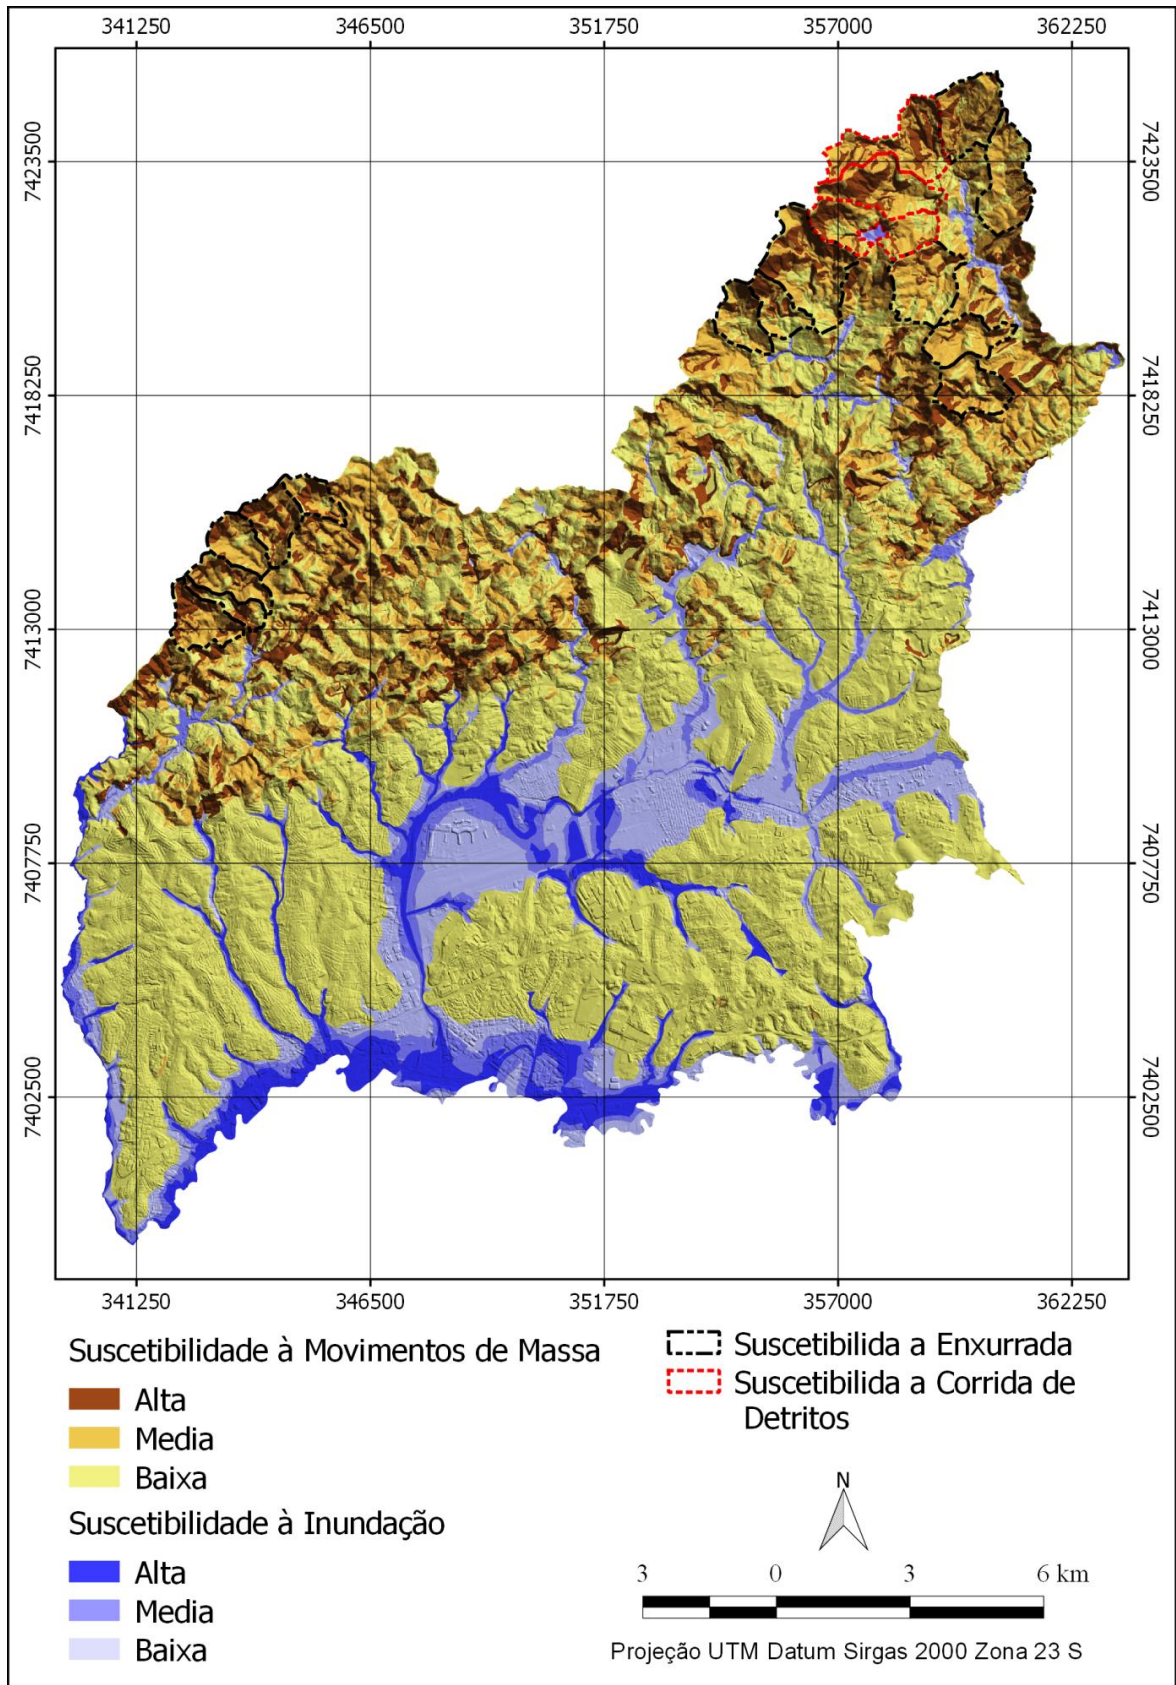 341250 346500 351750 357000 362250
7423500 7423500
7418250 7418250
7413000 7413000
7407750 7407750
7402500 7402500
341250 346500 351750 357000 362250
Suscetibilidade à Movimentos de Massa
Alta
Media
Baixa
Suscetibilidade à Inundação
Alta
Media
Baixa
Suscetibilida a Enxurrada
Suscetibilida a Corrida de
Detritos
N
3 0 3 6 km
Projeção UTM Datum Sirgas 2000 Zona 23 S